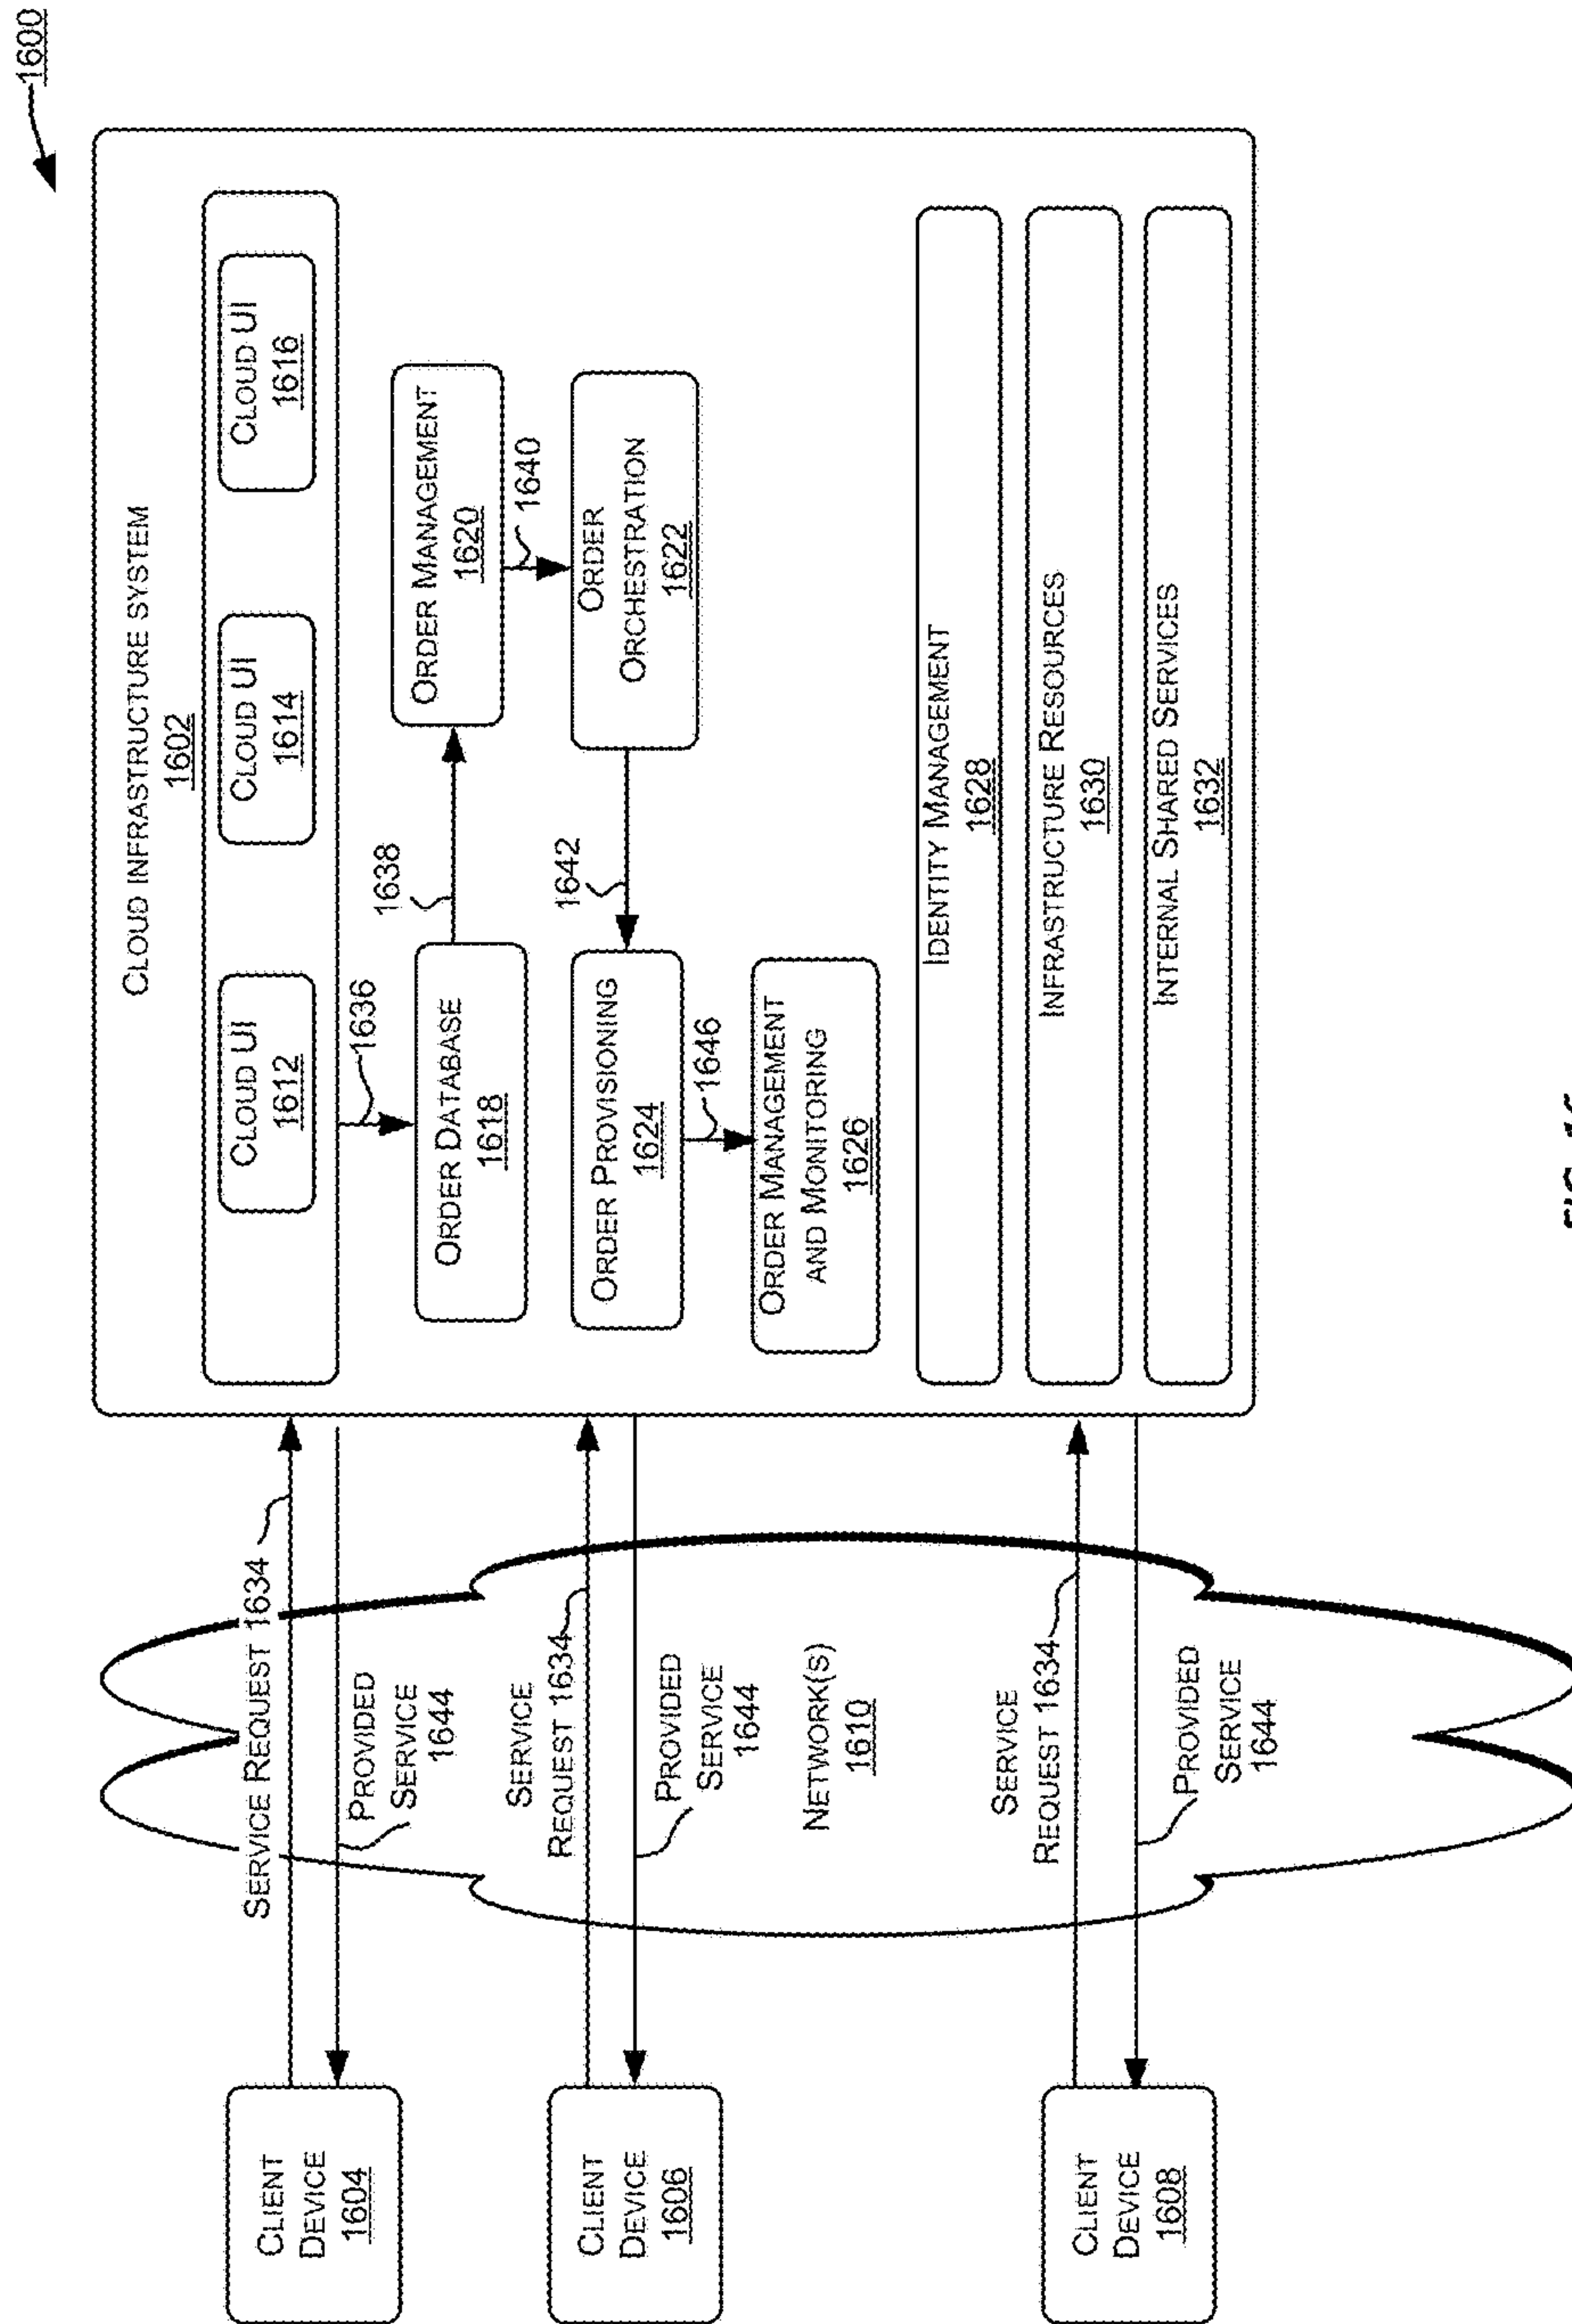 1600
CLOUD INFRASTRUCTURE SYSTEM
1602
CLOUD UI
1612
CLOUD UI
1614
CLOUD UI
1616
1636
ORDER DATABASE
1618
1638
ORDER MANAGEMENT
1620
1640
ORDER
ORCHESTRATION
1622
1642
ORDER PROVISIONING
1624
1646
ORDER MANAGEMENT
AND MONITORING
1626
IDENTITY MANAGEMENT
1628
INFRASTRUCTURE RESOURCES
1630
INTERNAL SHARED SERVICES
1632
CLIENT
DEVICE
1604
SERVICE REQUEST 1634
PROVIDED
SERVICE
1644
CLIENT
DEVICE
1606
SERVICE
REQUEST 1634
PROVIDED
SERVICE
1644
NETWORK(S)
1610
CLIENT
DEVICE
1608
SERVICE
REQUEST 1634
PROVIDED
SERVICE
1644